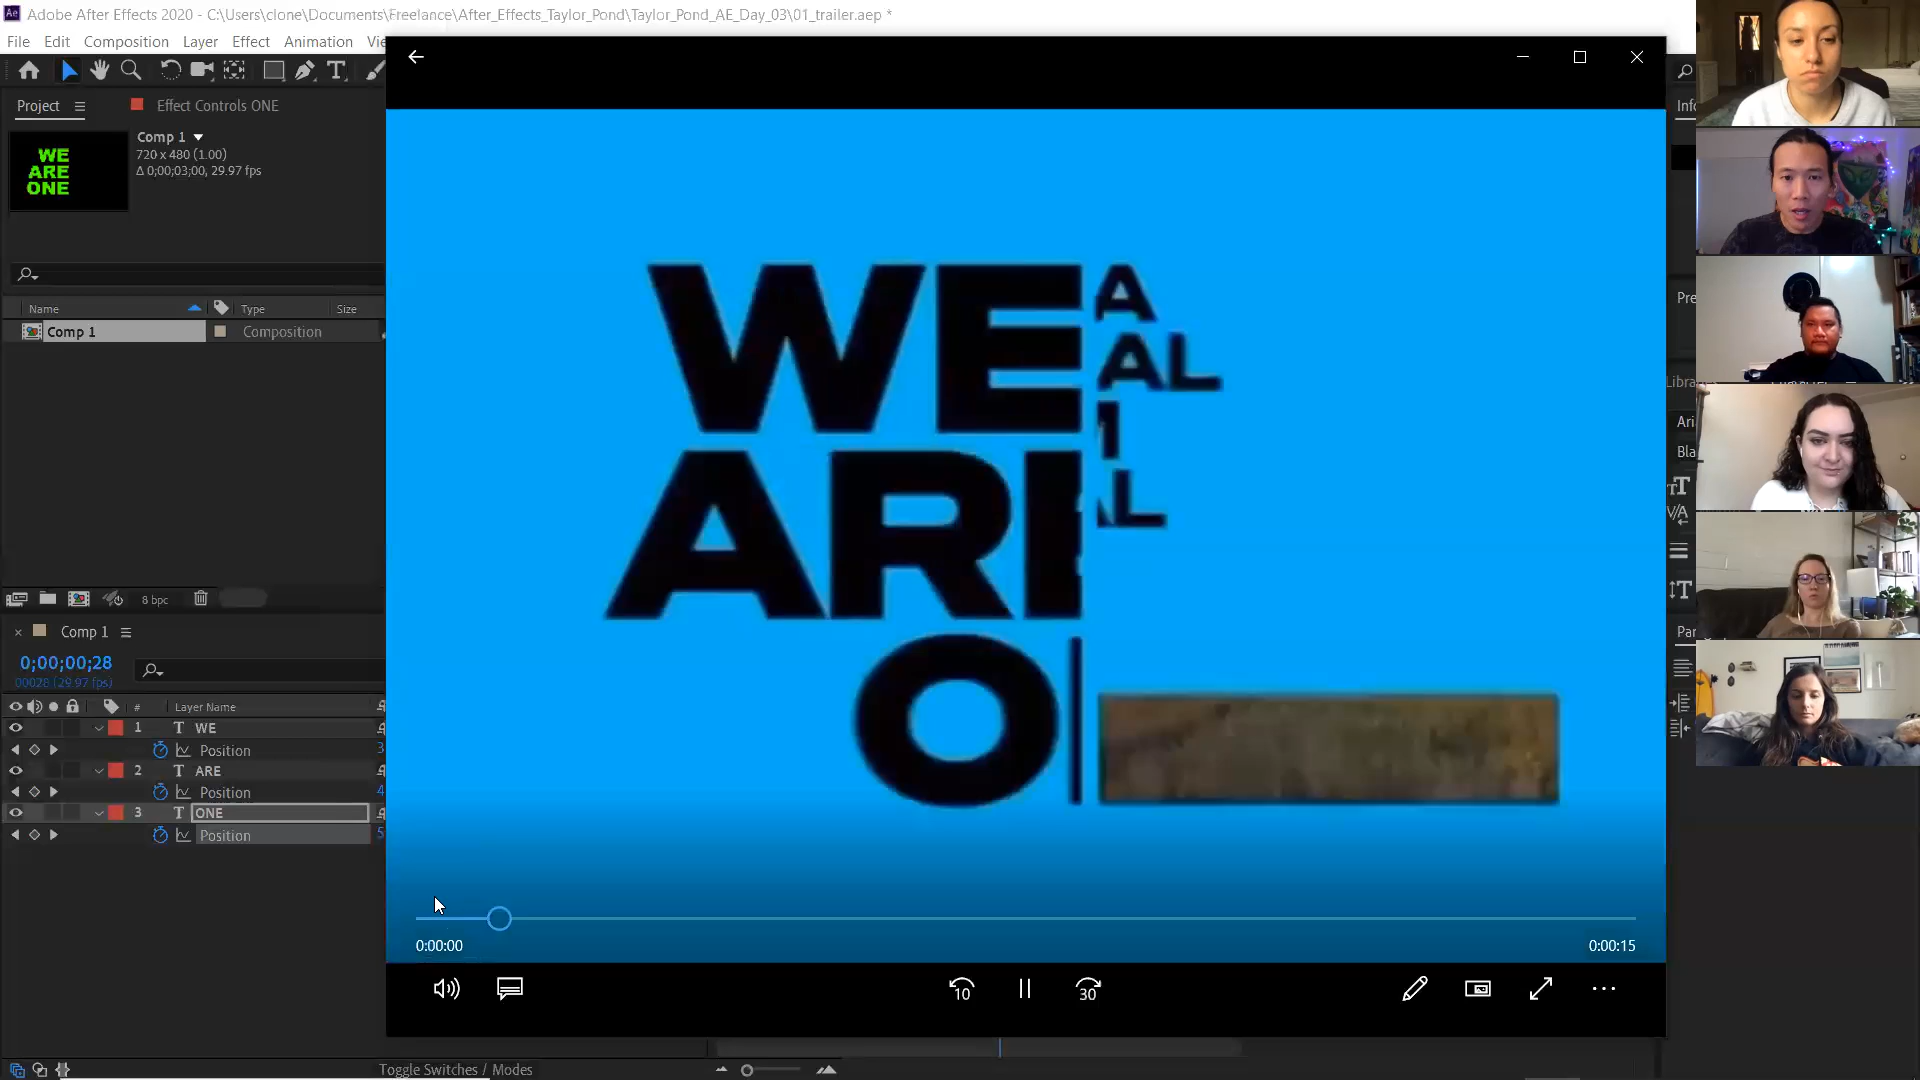 Adobe After Effects 2020 - C:\Users\clone\Documents\Freelance\After_Effects_Taylor_Pond\Taylor_Pond_AE_Day_03\01_trailer.aep *
File Edit Composition Layer Effect Animation
Project
Effect Controls ONE
Comp 1
720 x 480 (1.00)
Δ 0;00;03;00, 29.97 fps
WE
ARE
ONE
Name Type Size
Comp 1 Composition
8 bpc
Comp 1
0;00;00;28
00028 (29.97 fps)
# Layer Name
1 T WE
Position
2 T ARE
Position
3 T ONE
Position
Toggle Switches / Modes
WE
ARE
O
A
AL
L
0:00:00
0:00:15
10
30